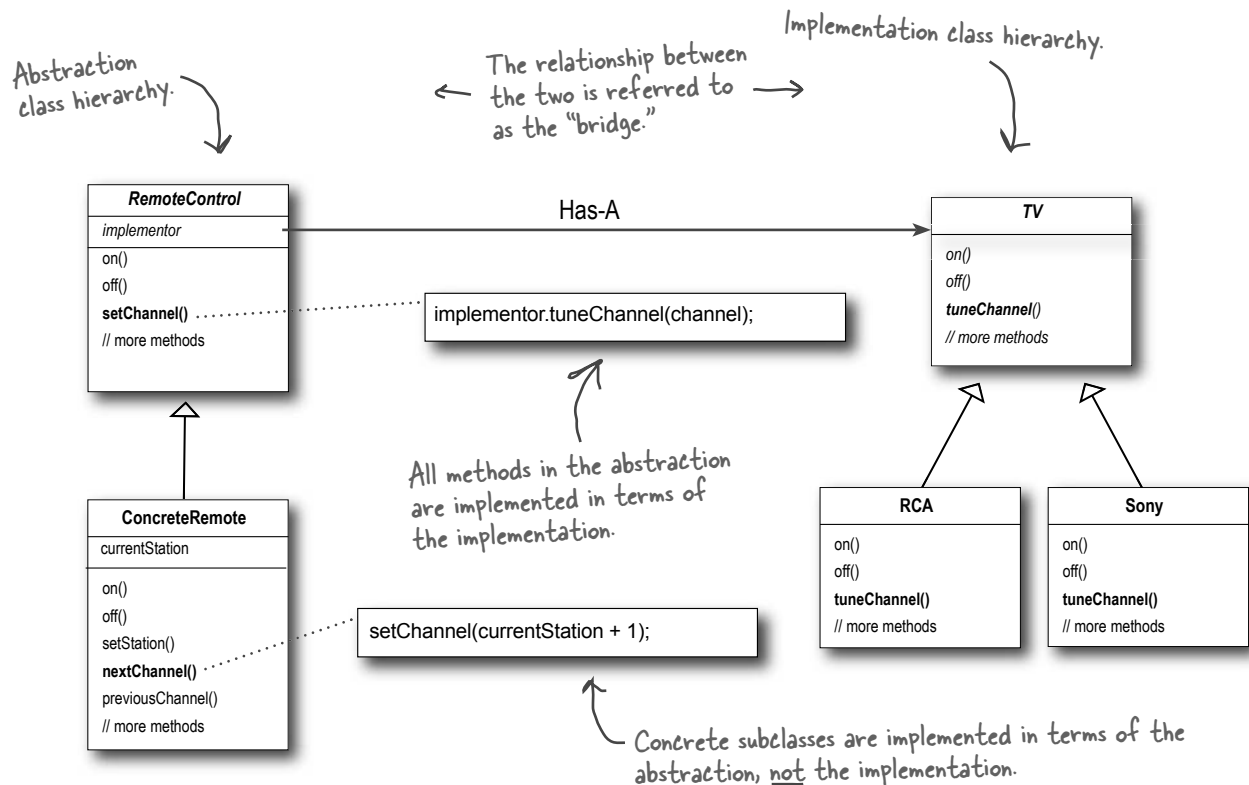 Abstraction
class hierarchy.
The relationship between
the two is referred to
as the “bridge.”
Implementation class hierarchy.
RemoteControl
implementor
on()
off()
setChannel()
// more methods
Has-A
TV
on()
off()
tuneChannel()
// more methods
implementor.tuneChannel(channel);
All methods in the abstraction
are implemented in terms of
the implementation.
ConcreteRemote
currentStation
on()
off()
setStation()
nextChannel()
previousChannel()
// more methods
setChannel(currentStation + 1);
RCA
on()
off()
tuneChannel()
// more methods
Sony
on()
off()
tuneChannel()
// more methods
Concrete subclasses are implemented in terms of the
abstraction, not the implementation.